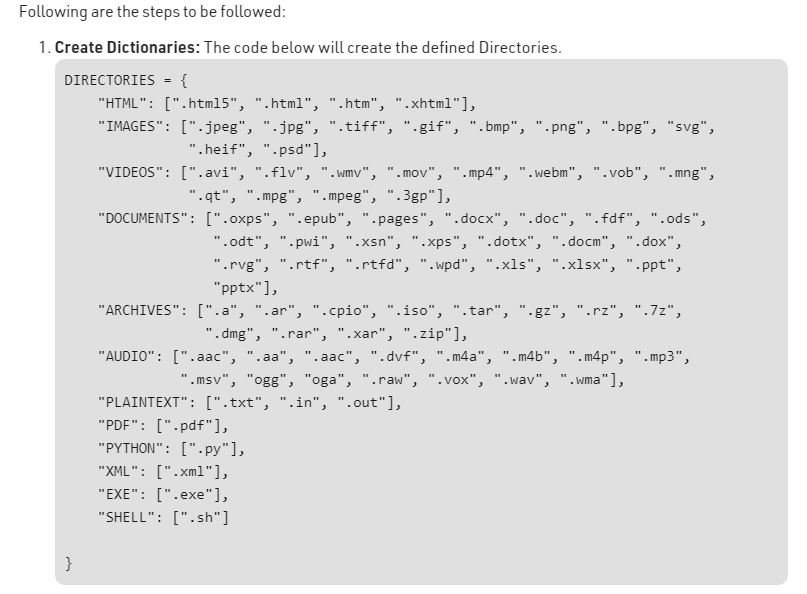 Following are the steps to be followed:
1. Create Dictionaries: The code below will create the defined Directories.
DIRECTORIES = {
    "HTML": [".html5", ".html", ".htm", ".xhtml"],
    "IMAGES": [".jpeg", ".jpg", ".tiff", ".gif", ".bmp", ".png", ".bpg", "svg",
               ".heif", ".psd"],
    "VIDEOS": [".avi", ".flv", ".wmv", ".mov", ".mp4", ".webm", ".vob", ".mng",
               ".qt", ".mpg", ".mpeg", ".3gp"],
    "DOCUMENTS": [".oxps", ".epub", ".pages", ".docx", ".doc", ".fdf", ".ods",
                  ".odt", ".pwi", ".xsn", ".xps", ".dotx", ".docm", ".dox",
                  ".rvg", ".rtf", ".rtfd", ".wpd", ".xls", ".xlsx", ".ppt",
                  "pptx"],
    "ARCHIVES": [".a", ".ar", ".cpio", ".iso", ".tar", ".gz", ".rz", ".7z",
                 ".dmg", ".rar", ".xar", ".zip"],
    "AUDIO": [".aac", ".aa", ".aac", ".dvf", ".m4a", ".m4b", ".m4p", ".mp3",
              ".msv", "ogg", "oga", ".raw", ".vox", ".wav", ".wma"],
    "PLAINTEXT": [".txt", ".in", ".out"],
    "PDF": [".pdf"],
    "PYTHON": [".py"],
    "XML": [".xml"],
    "EXE": [".exe"],
    "SHELL": [".sh"]
}